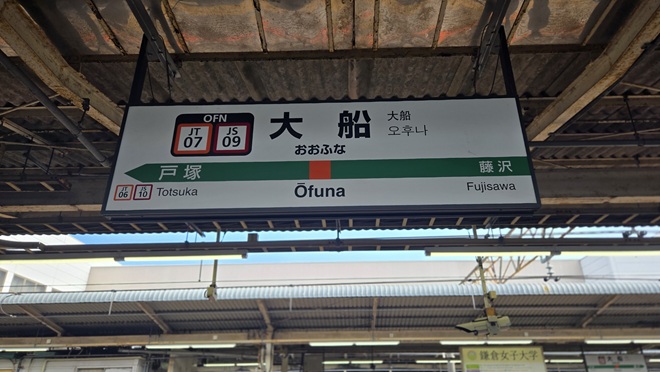 OFN
JT 07
JS 09
大船
おおふな
大船
오후나
戸塚
藤沢
JT 06
JS 10
Totsuka
Ōfuna
Fujisawa
鎌倉女子大学